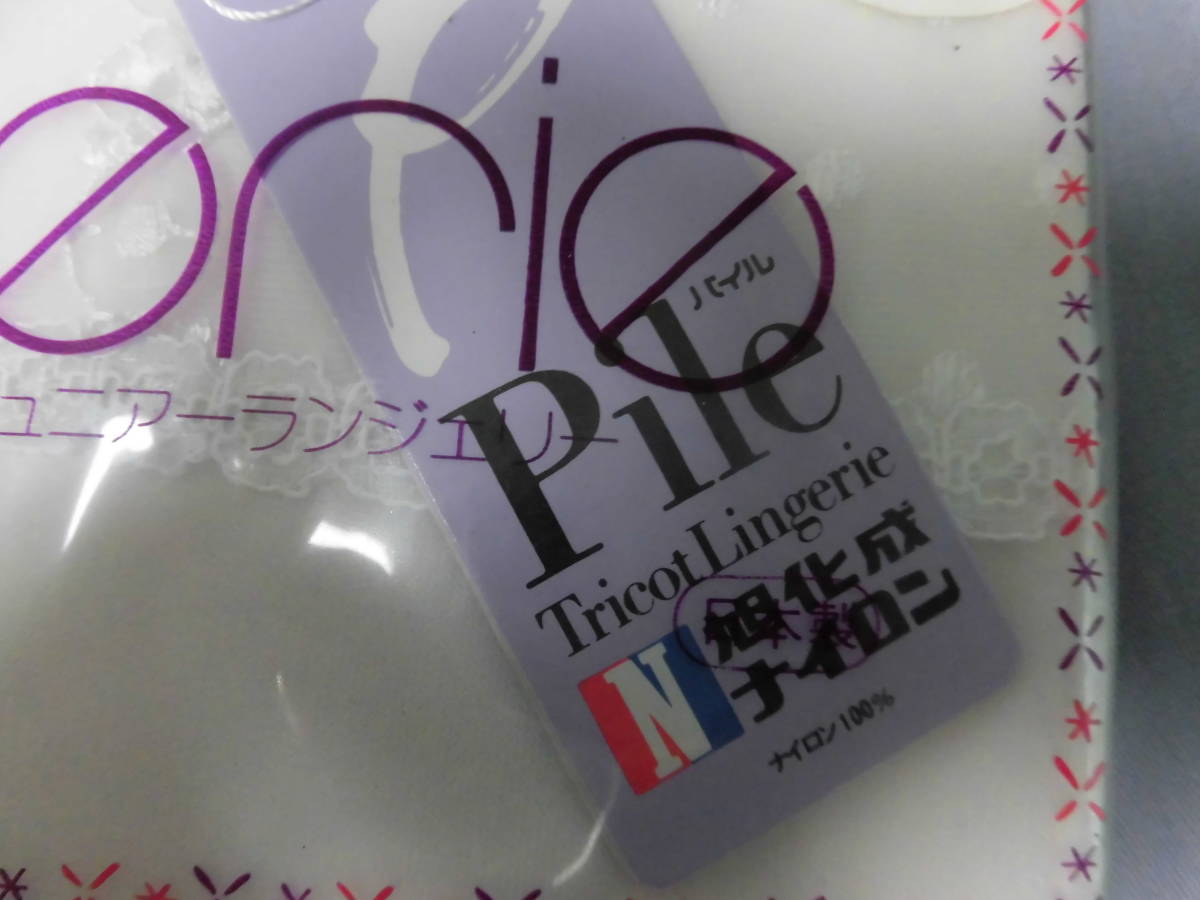 erie
ュニアーランジェリー
パイル
Pile
Tricot Lingerie
旭化成
ナイロン
日本製
N
ナイロン100%